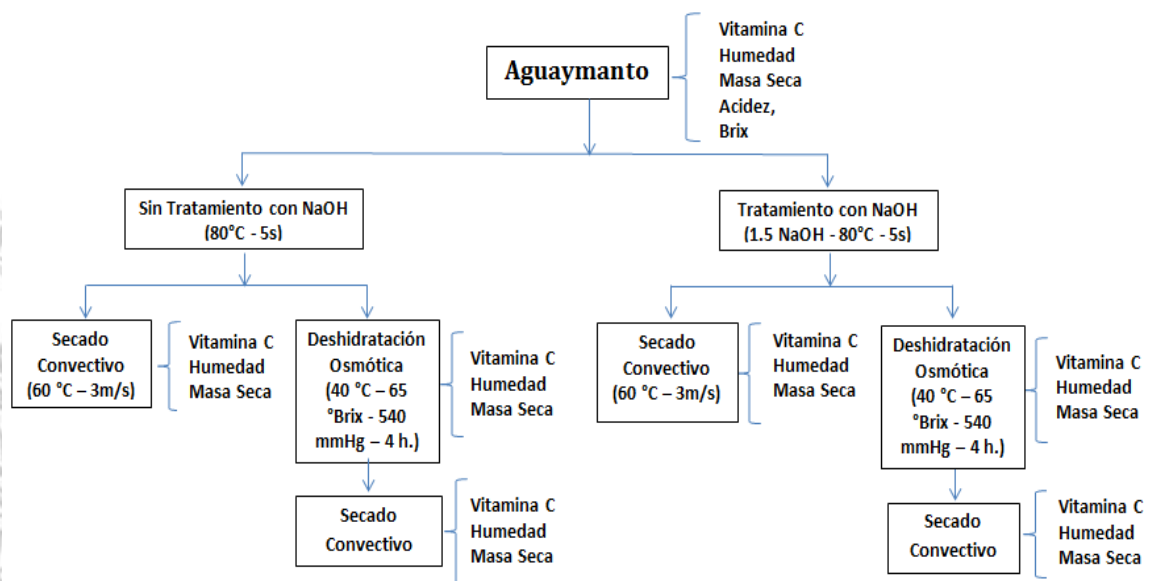 Aguaymanto
Vitamina C
Humedad
Masa Seca
Acidez,
Brix
Sin Tratamiento con NaOH
(80°C - 5s)
Tratamiento con NaOH
(1.5 NaOH - 80°C - 5s)
Secado
Convectivo
(60 °C – 3m/s)
Vitamina C
Humedad
Masa Seca
Deshidratación
Osmótica
(40 °C – 65
°Brix - 540
mmHg – 4 h.)
Vitamina C
Humedad
Masa Seca
Secado
Convectivo
(60 °C – 3m/s)
Vitamina C
Humedad
Masa Seca
Deshidratación
Osmótica
(40 °C – 65
°Brix - 540
mmHg – 4 h.)
Vitamina C
Humedad
Masa Seca
Secado
Convectivo
Vitamina C
Humedad
Masa Seca
Secado
Convectivo
Vitamina C
Humedad
Masa Seca